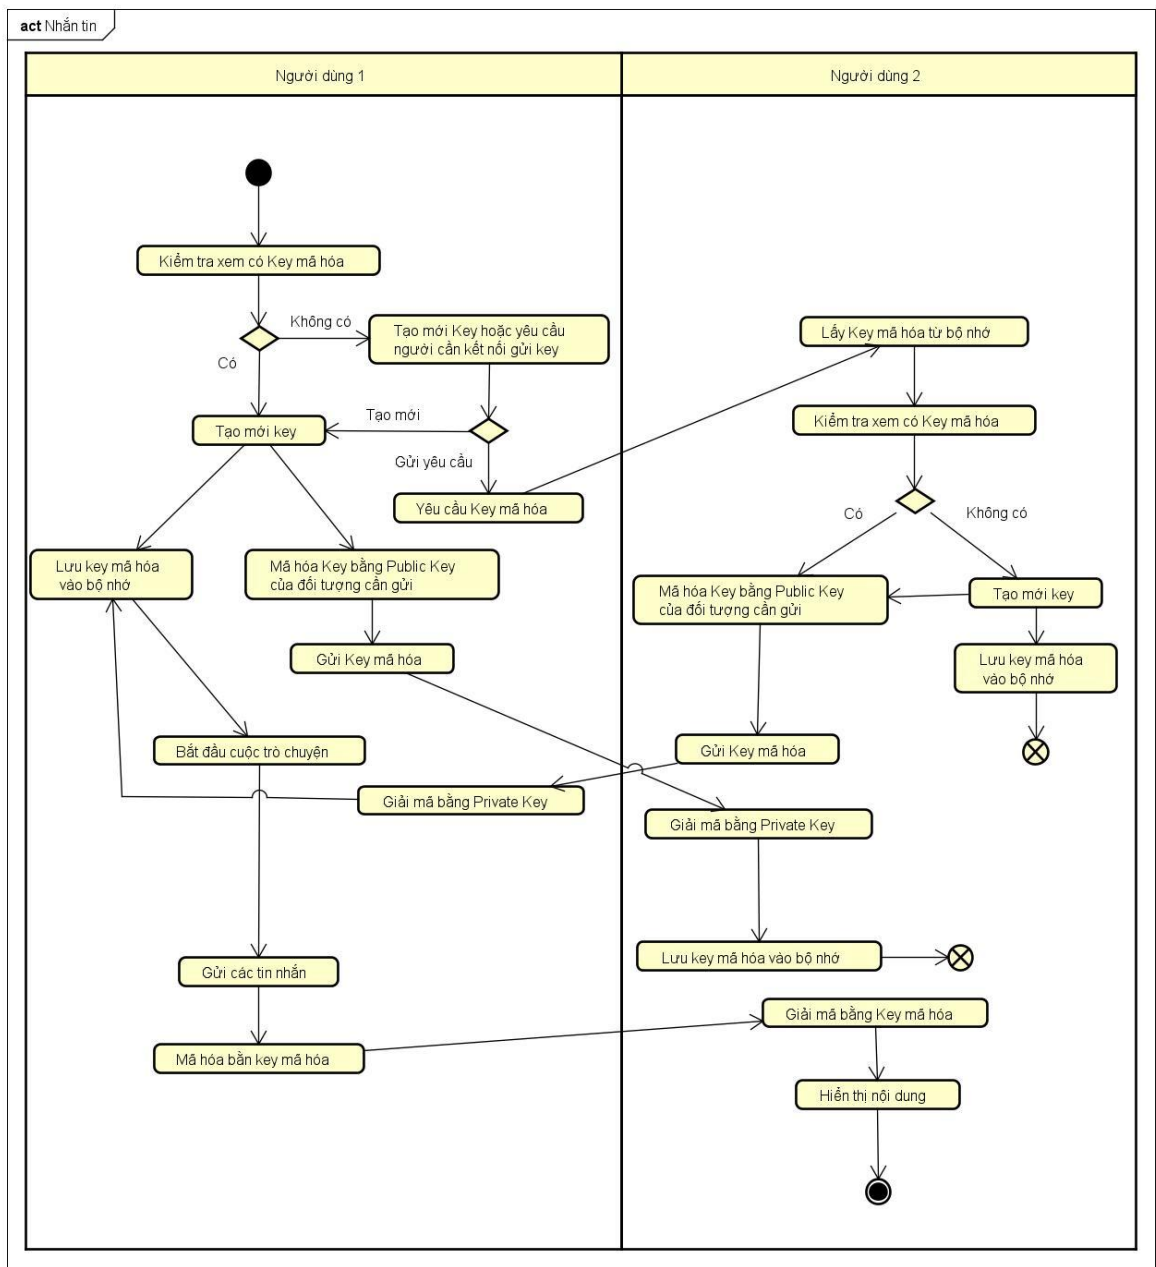 act Nhắn tin
Người dùng 1
Người dùng 2
Kiểm tra xem có Key mã hóa
Không có
Có
Tạo mới Key hoặc yêu cầu
người cần kết nối gửi key
Tạo mới
Tạo mới key
Gửi yêu cầu
Yêu cầu Key mã hóa
Lấy Key mã hóa từ bộ nhớ
Kiểm tra xem có Key mã hóa
Có
Không có
Lưu key mã hóa
vào bộ nhớ
Mã hóa Key bằng Public Key
của đối tượng cần gửi
Gửi Key mã hóa
Mã hóa Key bằng Public Key
của đối tượng cần gửi
Tạo mới key
Lưu key mã hóa
vào bộ nhớ
Bắt đầu cuộc trò chuyện
Gửi Key mã hóa
Giải mã bằng Private Key
Giải mã bằng Private Key
Gửi các tin nhắn
Lưu key mã hóa vào bộ nhớ
Mã hóa bằn key mã hóa
Giải mã bằng Key mã hóa
Hiển thị nội dung